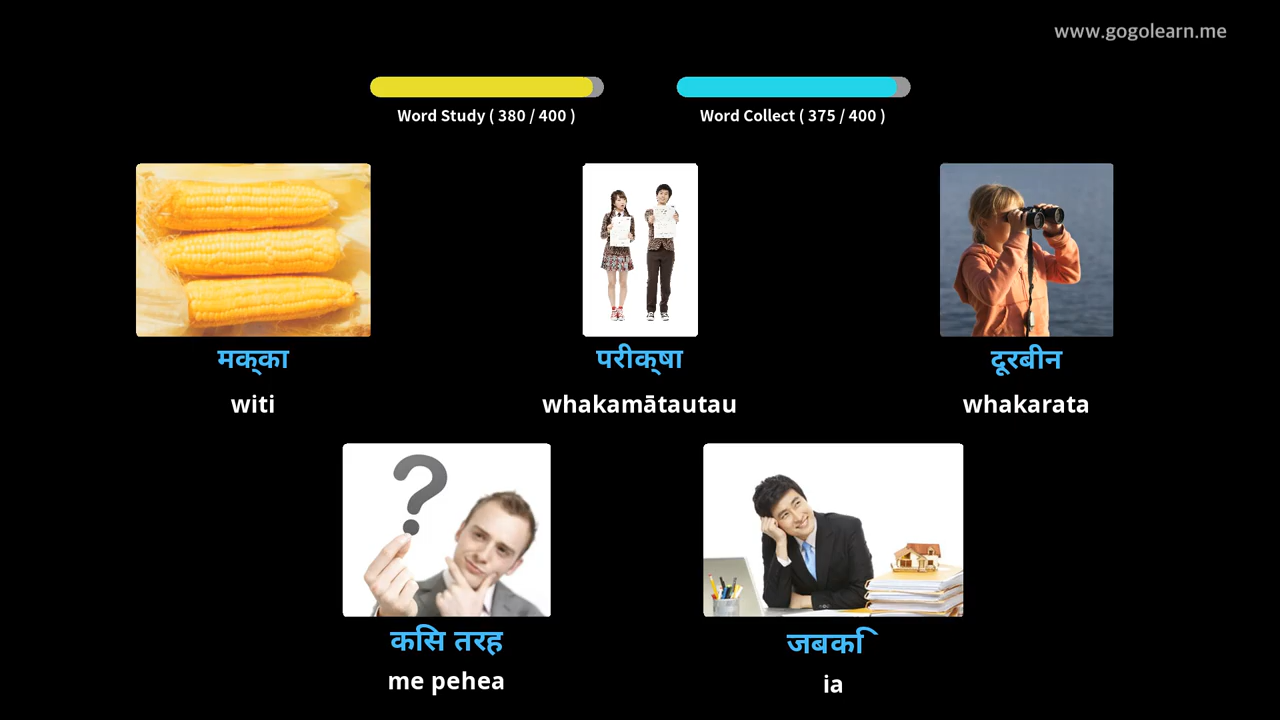 www.gogolearn.me
Word Study ( 380 / 400 )
Word Collect ( 375 / 400 )
मक्‍का
परीक्‍षा
दूरबीन
witi
whakamātautau
whakarata
किस तरह
जबकि
me pehea
ia